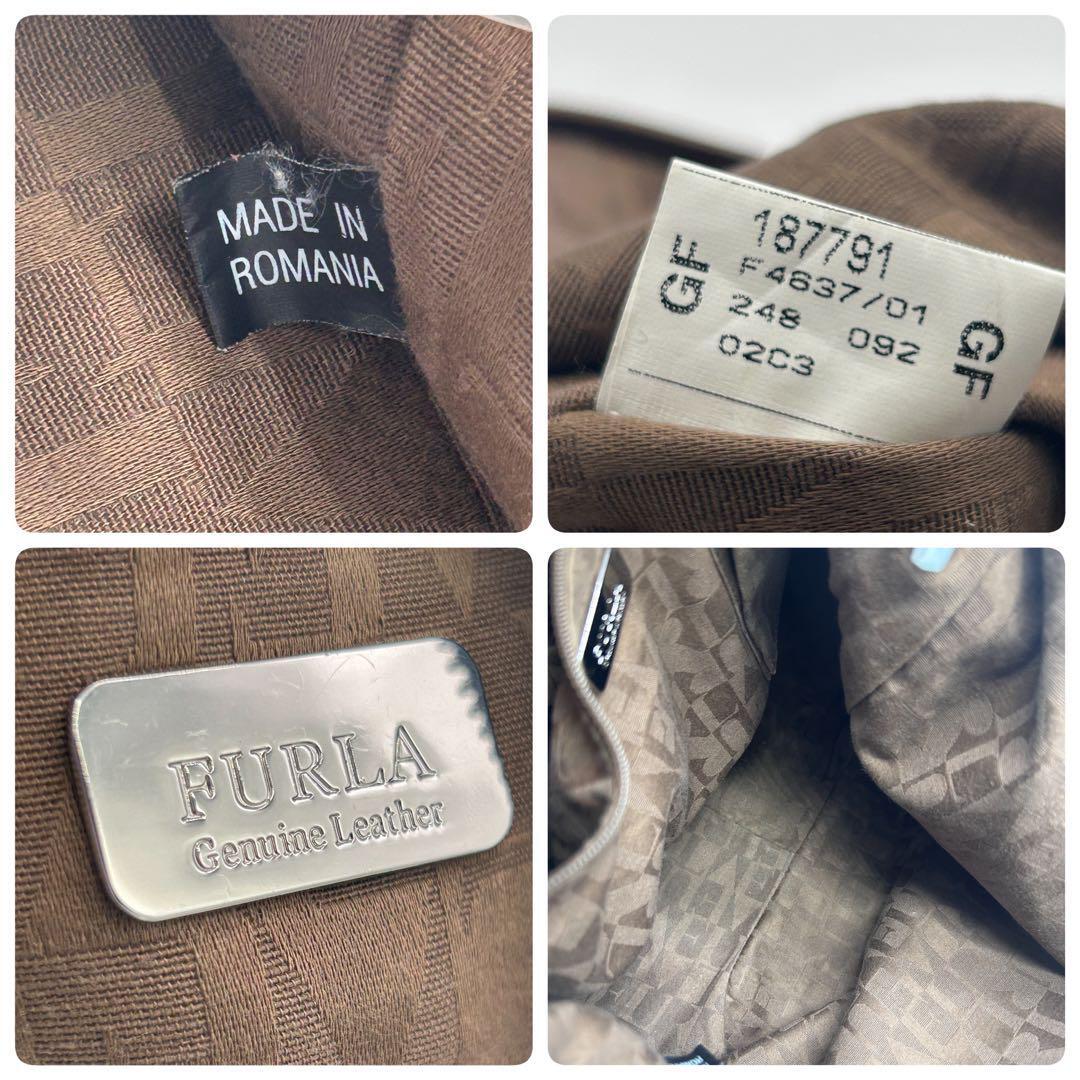 MADE IN
ROMANIA
187791
F4637/01
248 092
02C3
GF
GF
FURLA
Genuine Leather